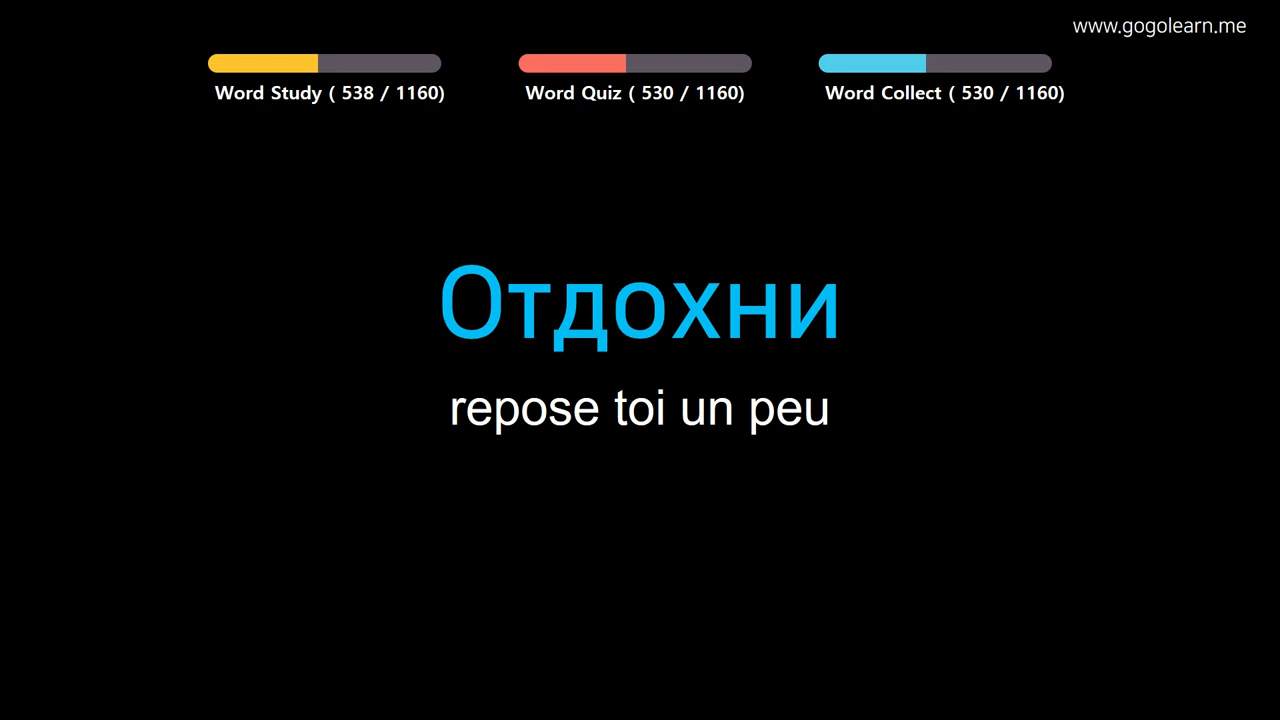 www.gogolearn.me
Word Study ( 538 / 1160)
Word Quiz ( 530 / 1160)
Word Collect ( 530 / 1160)
Отдохни
repose toi un peu